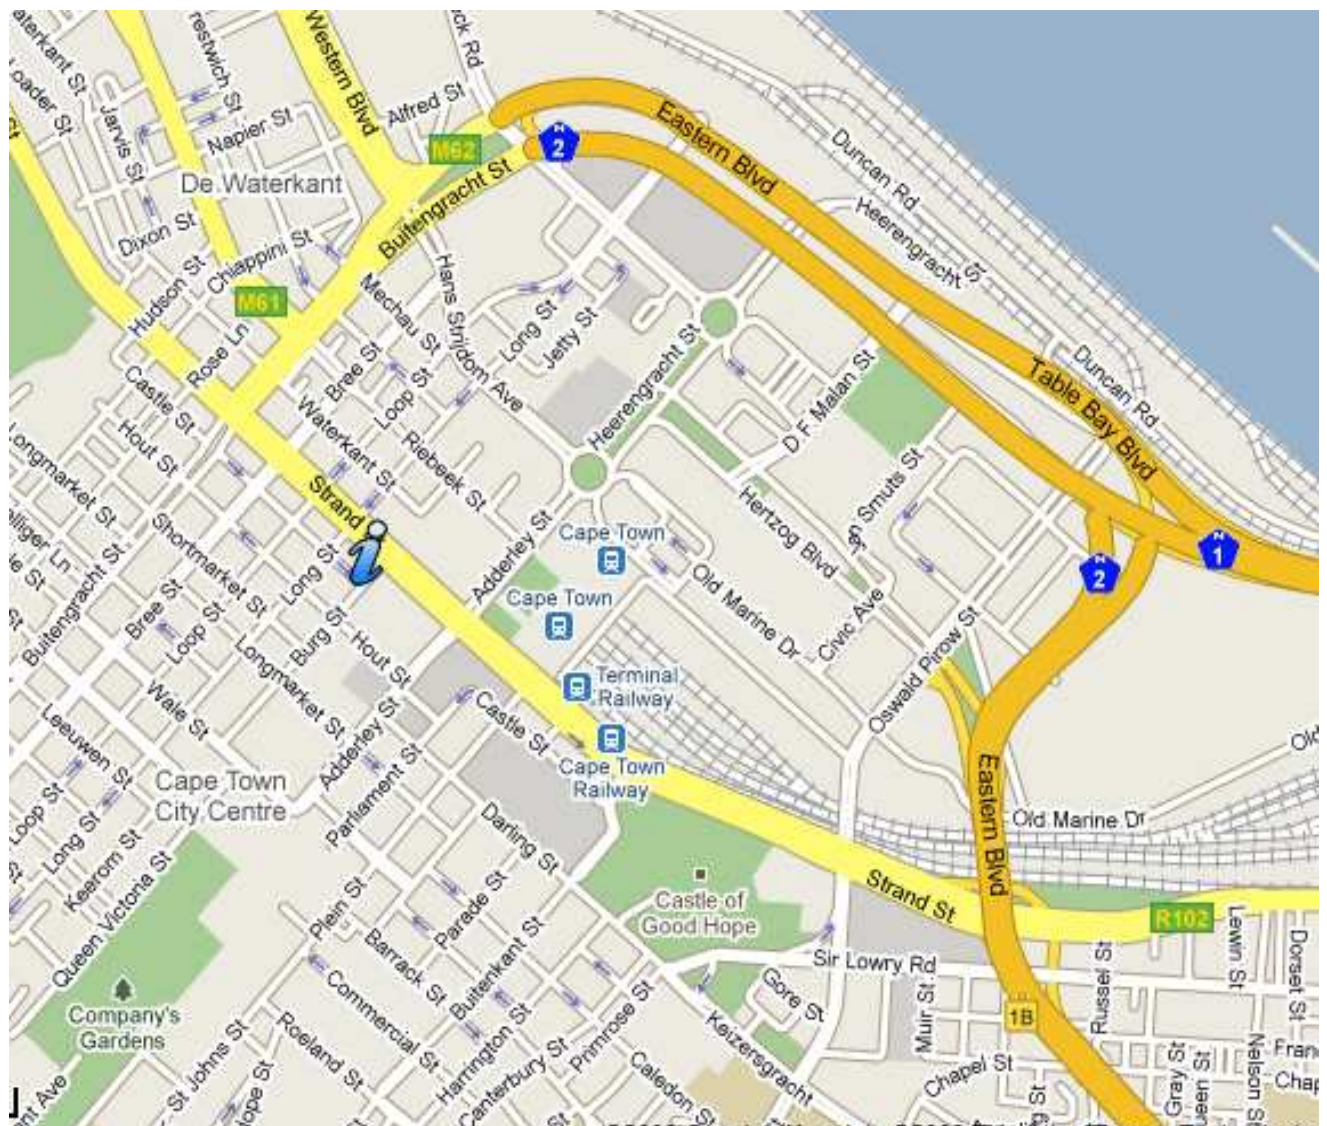 Western Blvd
Alfred St
Napier St
Jarvis St
Loader St
M62
N
2
Eastern Blvd
Duncan Rd
De Waterkant
Buitengracht St
Dixon St
Chiappini St
Heerengracht St
Hudson St
M61
Mechau St
Hans Strijdom Ave
Long St
Jetty St
Rose Ln
Bree St
Loop St
Heerengracht St
D F Malan St
Duncan Rd
Table Bay Blvd
Castle St
Waterkant St
Hout St
Riebeek St
Longmarket St
Strand
Hertzog Blvd
Jan Smuts St
Adderley St
Cape Town
N
1
N
2
Shortmarket St
Long St
Old Marine Dr
Civic Ave
Oswald Pirow St
Cape Town
Buitengracht St
Bree St
Loop St
Burg St
Hout St
Longmarket St
Terminal
Railway
Wale St
Castle St
Leeuwen St
Adderley St
Cape Town
Railway
Cape Town
City Centre
Parliament St
Eastern Blvd
Old Marine Dr
Loop St
Long St
Keerom St
Darling St
Queen Victoria St
Castle of
Good Hope
Strand St
R102
Plein St
Parade St
Barrack St
Buitenkant St
Sir Lowry Rd
Lewin St
Dorset St
Company's
Gardens
Commercial St
Gore St
Muir St
Russel St
1B
Roeland St
Harrington St
Primrose St
Keizersgracht
St Johns St
Canterbury St
Caledon St
Chapel St
Gray St
Nelson St